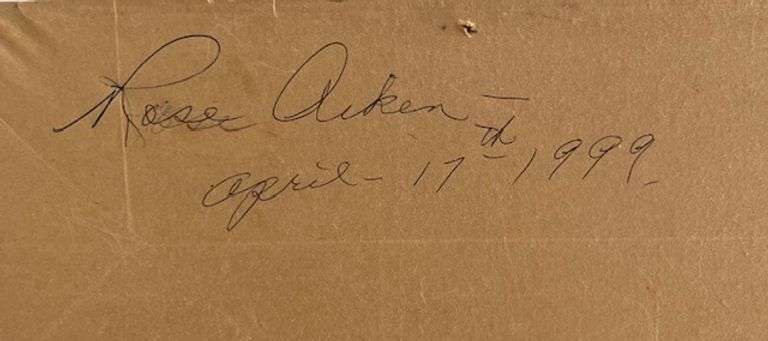 Rose Aiken -
April - 17th 1999.